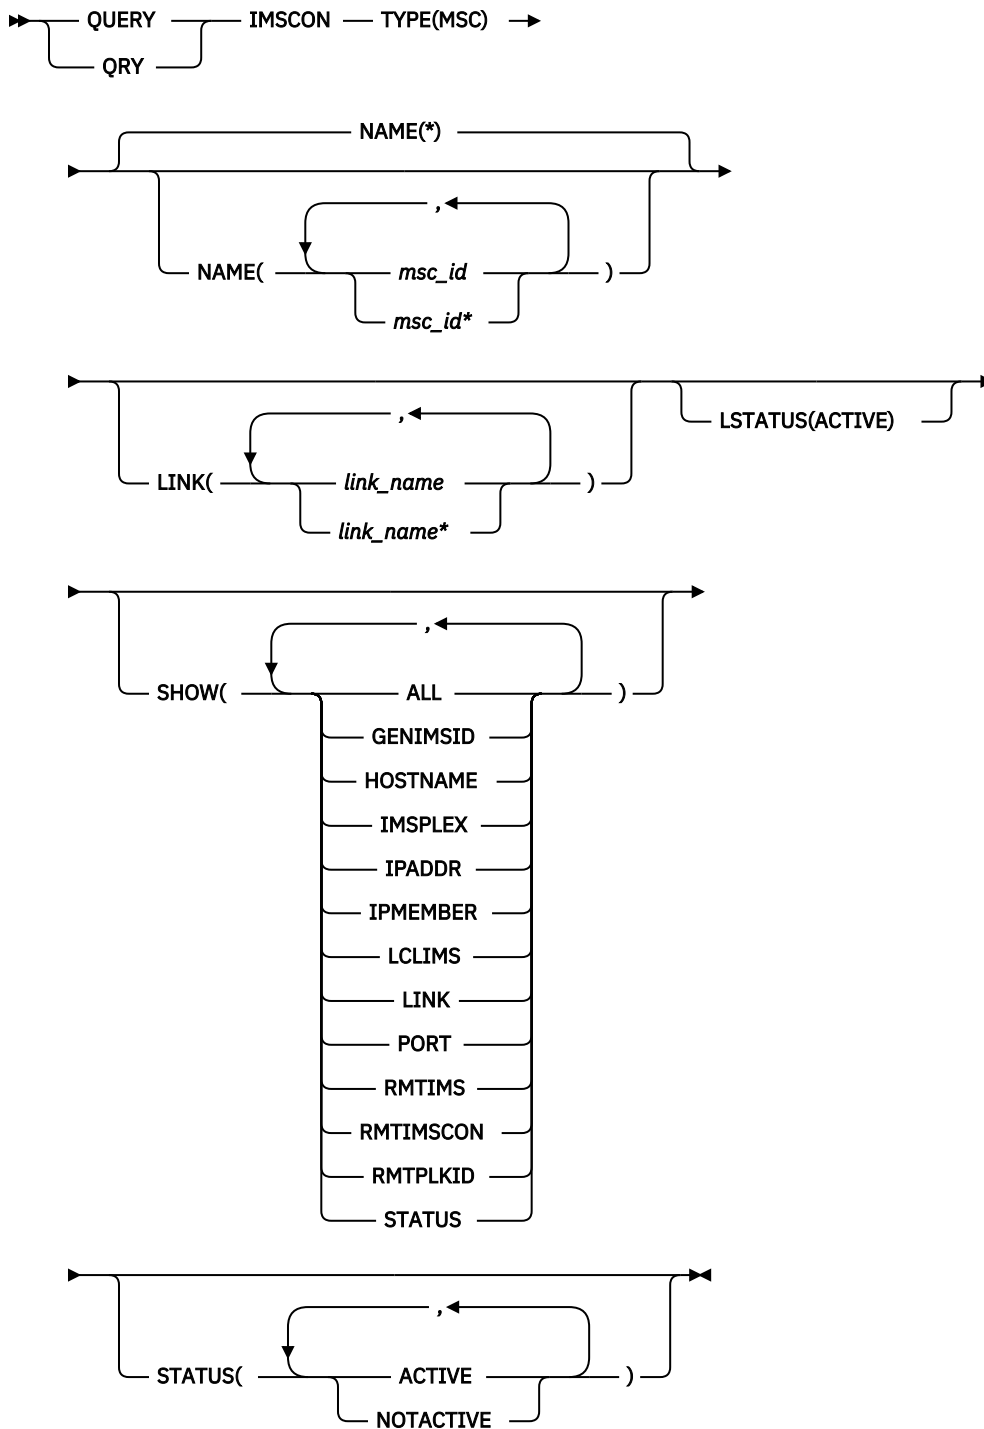 QUERY IMSCON TYPE(MSC)
QRY
NAME(*)
,
NAME( msc_id )
msc_id*
,
LSTATUS(ACTIVE)
LINK( link_name )
link_name*
,
SHOW( ALL )
GENIMSID
HOSTNAME
IMSPLEX
IPADDR
IPMEMBER
LCLIMS
LINK
PORT
RMTIMS
RMTIMSCON
RMTPLKID
STATUS
,
STATUS( ACTIVE )
NOTACTIVE